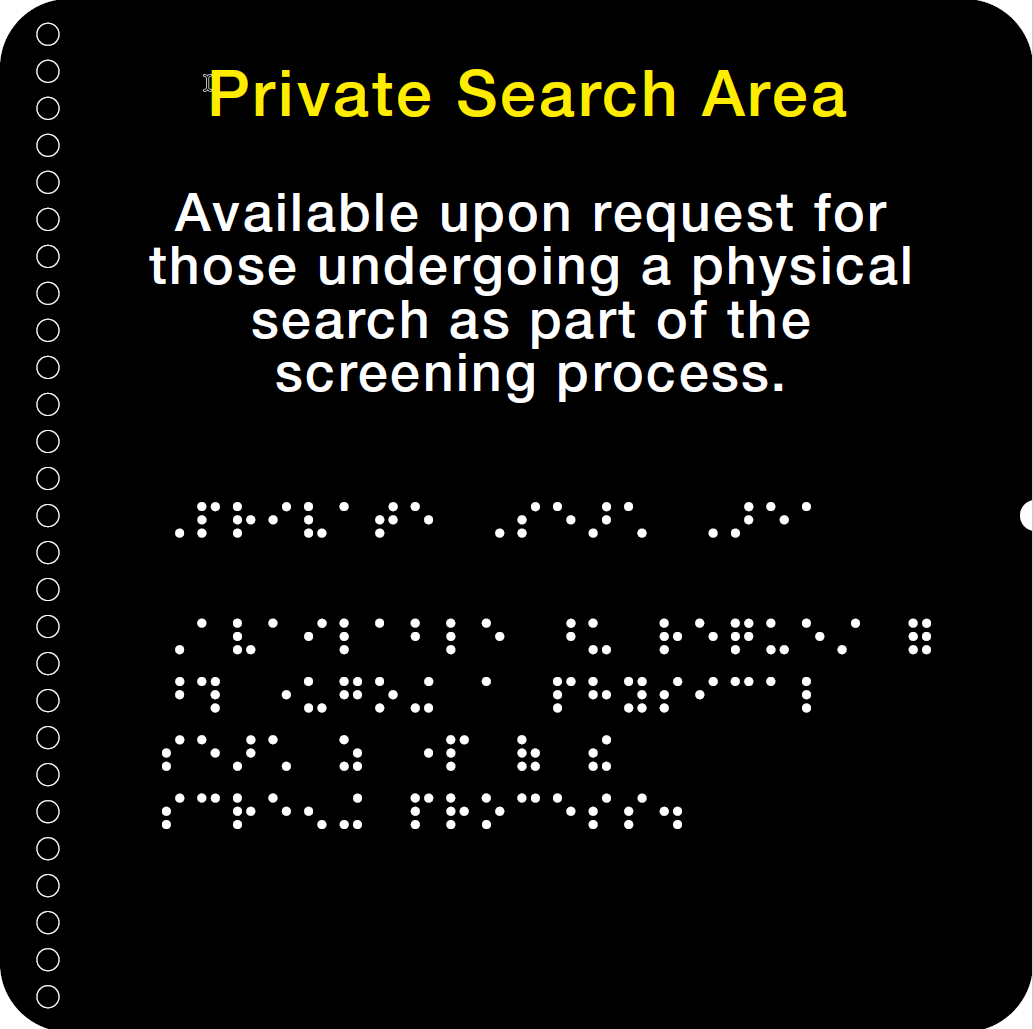 Private Search Area
Available upon request for
those undergoing a physical
search as part of the
screening process.
⠠⠏⠗⠊⠧⠁⠞⠑ ⠠⠎⠑⠜⠡ ⠠⠜⠑⠁
⠠⠁⠧⠁⠊⠇⠁⠃⠇⠑ ⠘⠥ ⠗⠑⠟⠥⠑⠌ ⠿
⠘⠹ ⠐⠥⠛⠕⠬ ⠁ ⠏⠓⠽⠎⠊⠉⠁⠇
⠎⠑⠜⠡ ⠵ ⠐⠏ ⠷ ⠮
⠎⠉⠗⠑⠢⠬ ⠏⠗⠕⠉⠑⠎⠎⠲